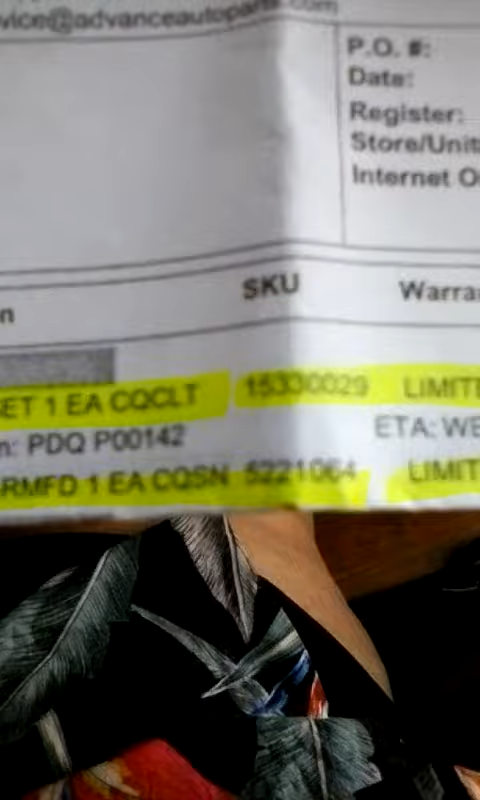 vice@advanceautoparts.com
P.O. #:
Date:
Register:
Store/Unit
Internet O
n SKU Warra
SET 1 EA CQCLT 15330029 LIMITE
n: PDQ P00142 ETA: WE
RMFD 1 EA CQSN 5221064 LIMIT